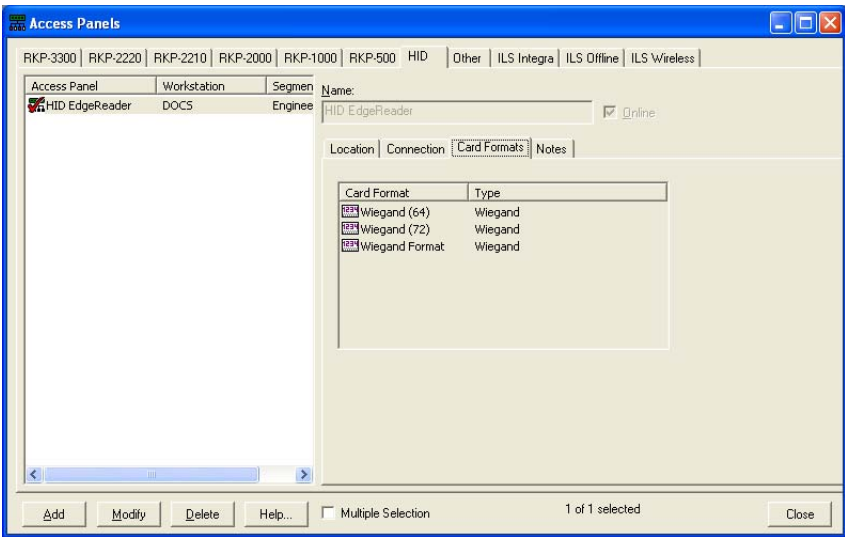 Access Panels
RKP-3300 RKP-2220 RKP-2210 RKP-2000 RKP-1000 RKP-500 HID Other ILS Integra ILS Offline ILS Wireless
Access Panel Workstation Segmen
HID EdgeReader DOC5 Enginee
Name:
HID EdgeReader Online
Location Connection Card Formats Notes
Card Format Type
Wiegand (64) Wiegand
Wiegand (72) Wiegand
Wiegand Format Wiegand
Add Modify Delete Help... Multiple Selection 1 of 1 selected Close